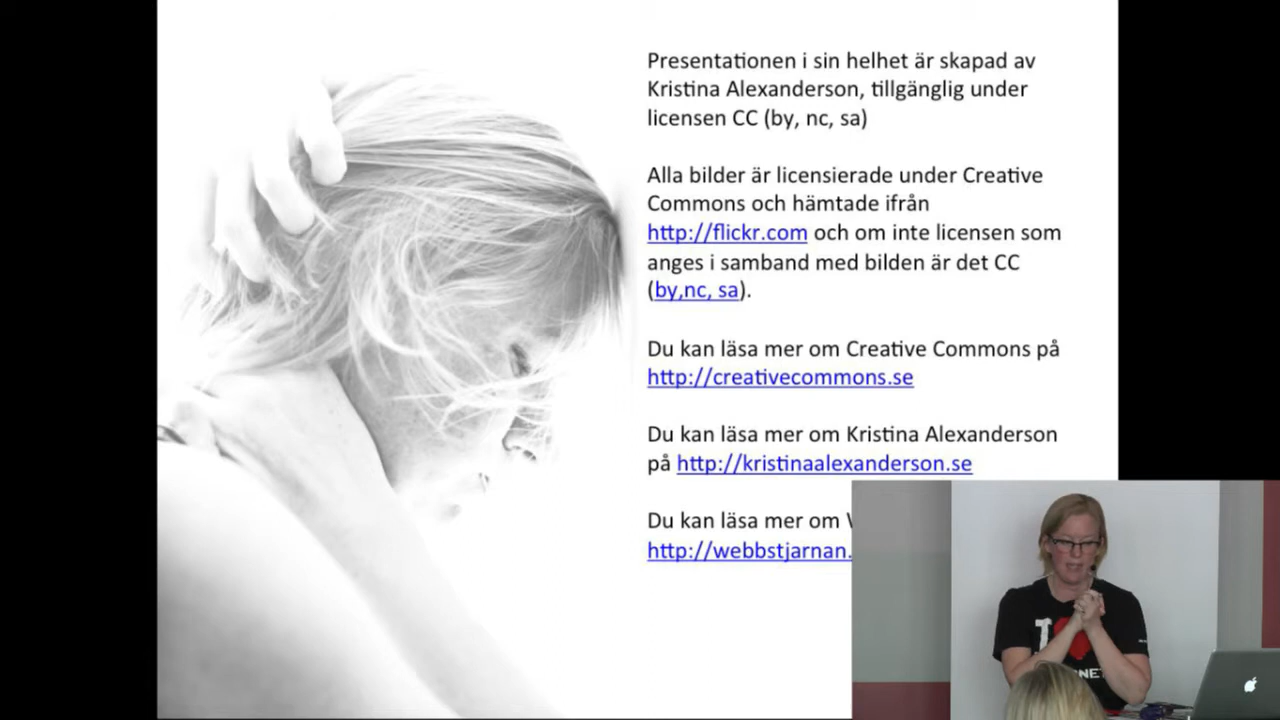 Presentationen i sin helhet är skapad av
Kristina Alexanderson, tillgänglig under
licensen CC (by, nc, sa)
Alla bilder är licensierade under Creative
Commons och hämtade ifrån
http://flickr.com och om inte licensen som
anges i samband med bilden är det CC
(by,nc, sa).
Du kan läsa mer om Creative Commons på
http://creativecommons.se
Du kan läsa mer om Kristina Alexanderson
på http://kristinaalexanderson.se
Du kan läsa mer om
http://webbstjarnan.
I